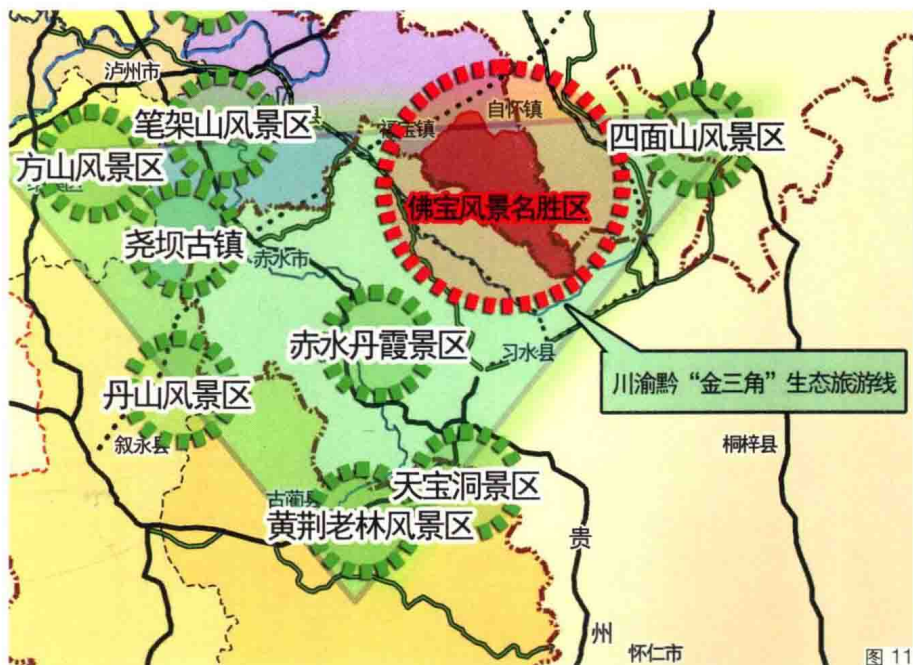 泸州市
笔架山风景区
县
福宝镇
自怀镇
四面山风景区
方山风景区
佛宝风景名胜区
尧坝古镇
赤水市
赤水丹霞景区
习水县
川渝黔“金三角”生态旅游线
丹山风景区
叙永县
桐梓县
天宝洞景区
古蔺县
黄荆老林风景区
贵
州
怀仁市
图 11